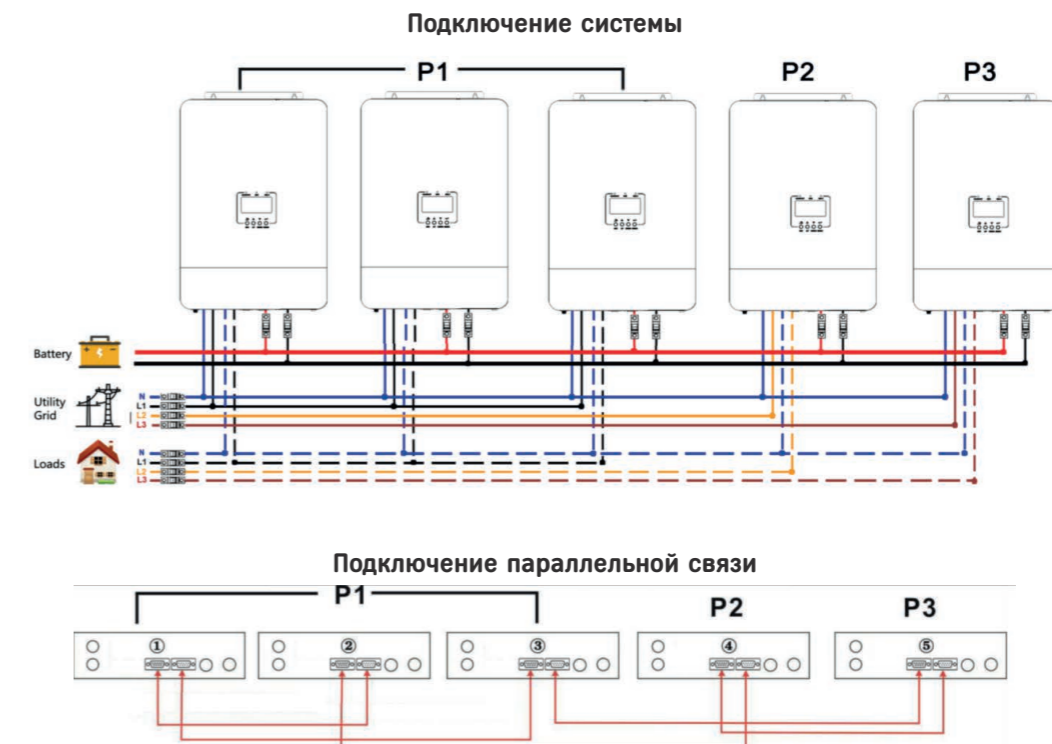 Подключение системы
P1 P2 P3
Battery
+ -
Utility
Grid
N
L1
L2
L3
Loads
N
L1
L2
L3
Подключение параллельной связи
P1 P2 P3
① ② ③ ④ ⑤